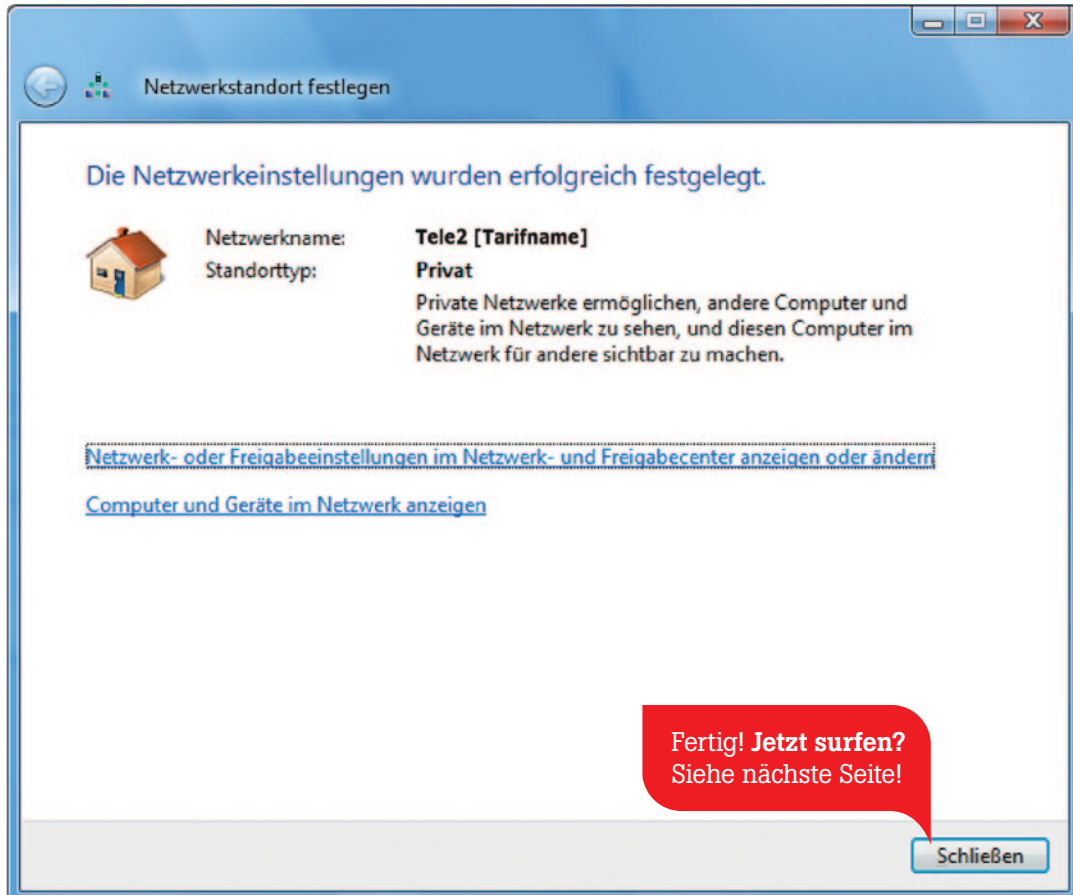 Netzwerkstandort festlegen
Die Netzwerkeinstellungen wurden erfolgreich festgelegt.
Netzwerkname: Tele2 [Tarifname]
Standorttyp: Privat
Private Netzwerke ermöglichen, andere Computer und
Geräte im Netzwerk zu sehen, und diesen Computer im
Netzwerk für andere sichtbar zu machen.
Netzwerk- oder Freigabeeinstellungen im Netzwerk- und Freigabecenter anzeigen oder ändern
Computer und Geräte im Netzwerk anzeigen
Fertig! Jetzt surfen?
Siehe nächste Seite!
Schließen